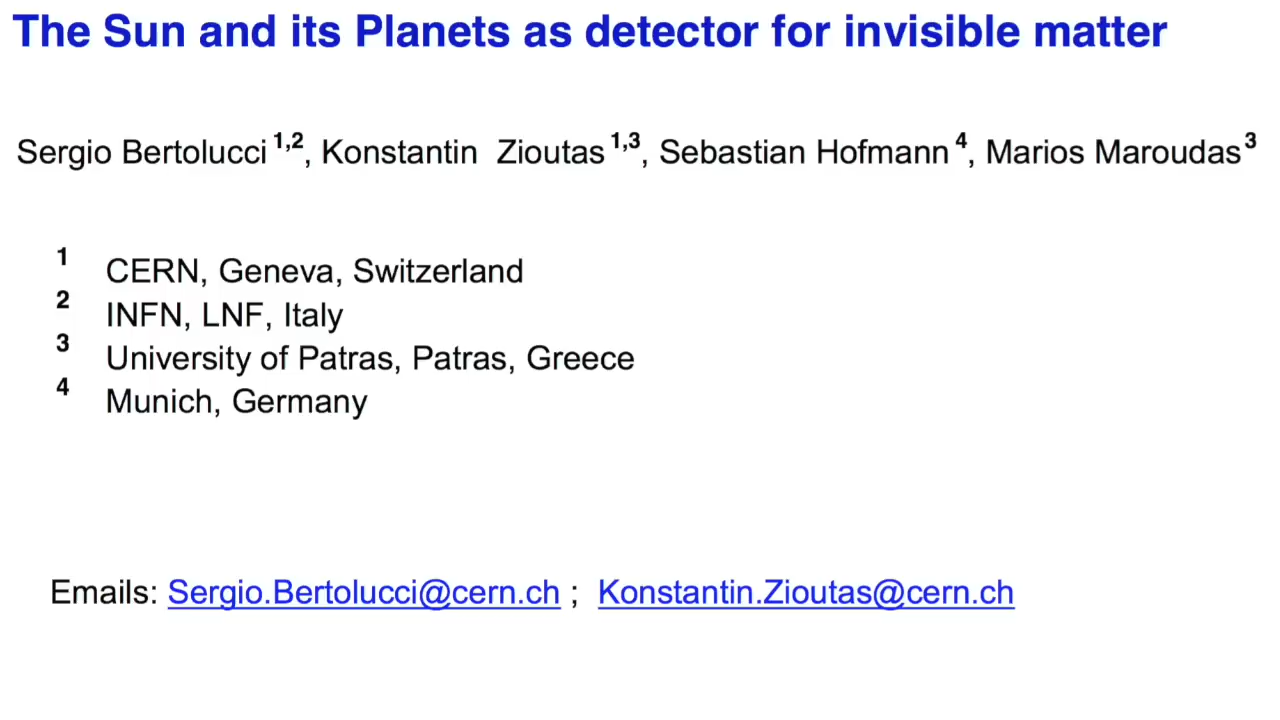 The Sun and its Planets as detector for invisible matter
Sergio Bertolucci 1,2, Konstantin Zioutas 1,3, Sebastian Hofmann 4, Marios Maroudas 3
1 CERN, Geneva, Switzerland
2 INFN, LNF, Italy
3 University of Patras, Patras, Greece
4 Munich, Germany
Emails: Sergio.Bertolucci@cern.ch ; Konstantin.Zioutas@cern.ch